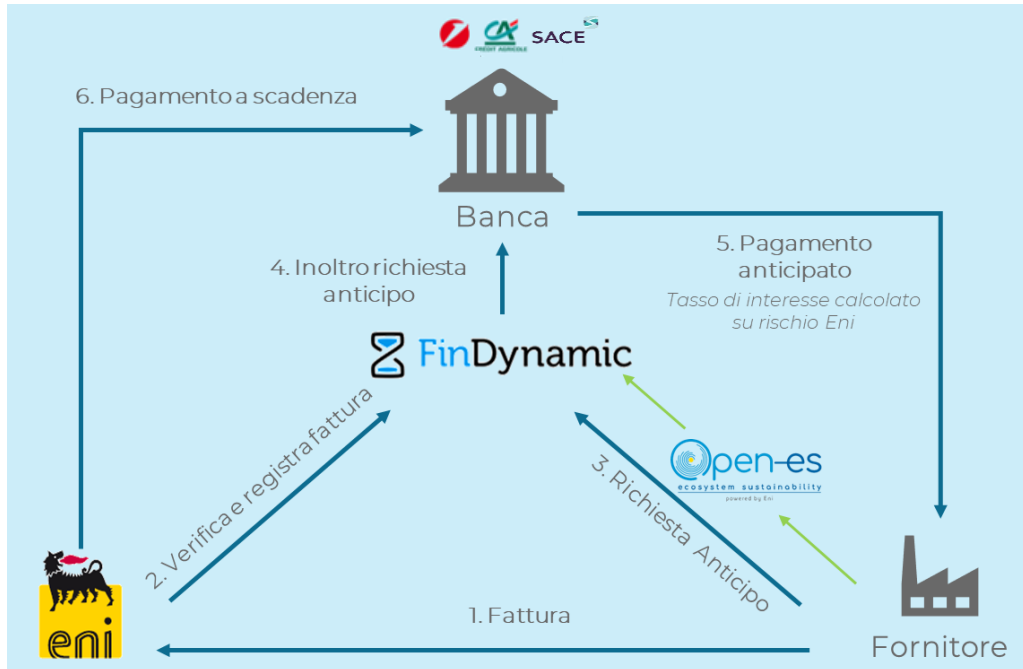 CRÉDIT AGRICOLE
SACE
6. Pagamento a scadenza
Banca
5. Pagamento
anticipato
Tasso di interesse calcolato
su rischio Eni
4. Inoltro richiesta
anticipo
FinDynamic
2. Verifica e registra fattura
3. Richiesta Anticipo
Open-es
ecosystem sustainability
powered by Eni
1. Fattura
eni
Fornitore